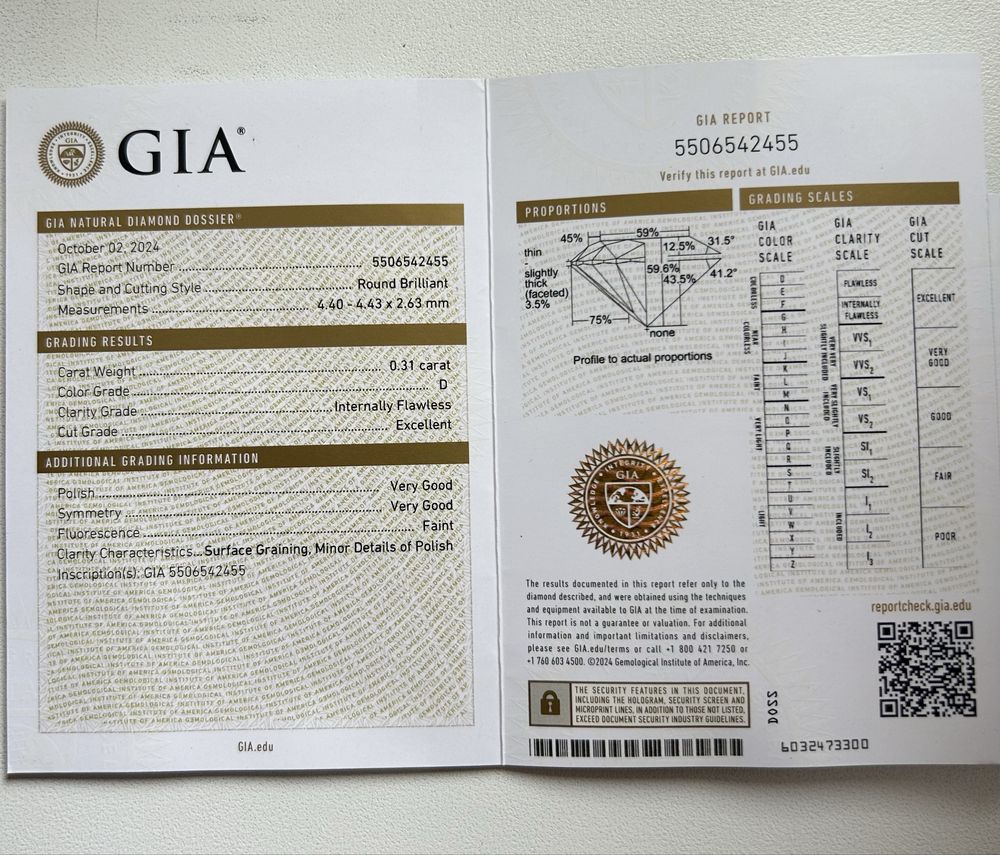 GIA®
GIA NATURAL DIAMOND DOSSIER®
October 02, 2024
GIA Report Number 5506542455
Shape and Cutting Style Round Brilliant
Measurements 4.40 - 4.43 x 2.63 mm
GRADING RESULTS
Carat Weight 0.31 carat
Color Grade D
Clarity Grade Internally Flawless
Cut Grade Excellent
ADDITIONAL GRADING INFORMATION
Polish Very Good
Symmetry Very Good
Fluorescence Faint
Clarity Characteristics...Surface Graining, Minor Details of Polish
Inscription(s): GIA 5506542455
GIA.edu
GIA REPORT
5506542455
Verify this report at GIA.edu
PROPORTIONS
45%
59%
12.5%
31.5°
thin
-
slightly
thick
(faceted)
3.5%
59.6%
43.5%
41.2°
75%
none
Profile to actual proportions
INTEGRITY
KNOWLEDGE
GIA
1931
The results documented in this report refer only to the
diamond described, and were obtained using the techniques
and equipment available to GIA at the time of examination.
This report is not a guarantee or valuation. For additional
information and important limitations and disclaimers,
please see GIA.edu/terms or call +1 800 421 7250 or
+1 760 603 4500. ©2024 Gemological Institute of America, Inc.
THE SECURITY FEATURES IN THIS DOCUMENT,
INCLUDING THE HOLOGRAM, SECURITY SCREEN AND
MICROPRINT LINES, IN ADDITION TO THOSE NOT LISTED,
EXCEED DOCUMENT SECURITY INDUSTRY GUIDELINES.
GRADING SCALES
GIA
COLOR
SCALE
COLORLESS
D
E
F
NEAR COLORLESS
G
H
I
J
FAINT
K
L
M
VERY LIGHT
N
O
P
Q
R
LIGHT
S
T
U
V
W
X
Y
Z
GIA
CLARITY
SCALE
FLAWLESS
INTERNALLY
FLAWLESS
VERY VERY
SLIGHTLY INCLUDED
VVS₁
VVS₂
VERY SLIGHTLY
INCLUDED
VS₁
VS₂
SLIGHTLY
INCLUDED
SI₁
SI₂
INCLUDED
I₁
I₂
I₃
GIA
CUT
SCALE
EXCELLENT
VERY
GOOD
GOOD
FAIR
POOR
reportcheck.gia.edu
D022
6032473300